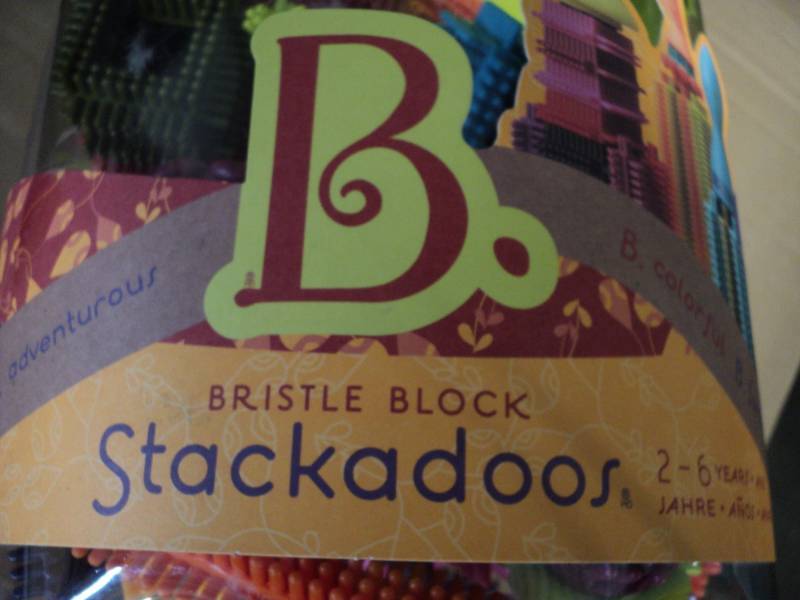 B.
adventurous
B. colorful B.
BRISTLE BLOCK
Stackadoos
2-6 YEARS •
JAHRE • AÑOS •